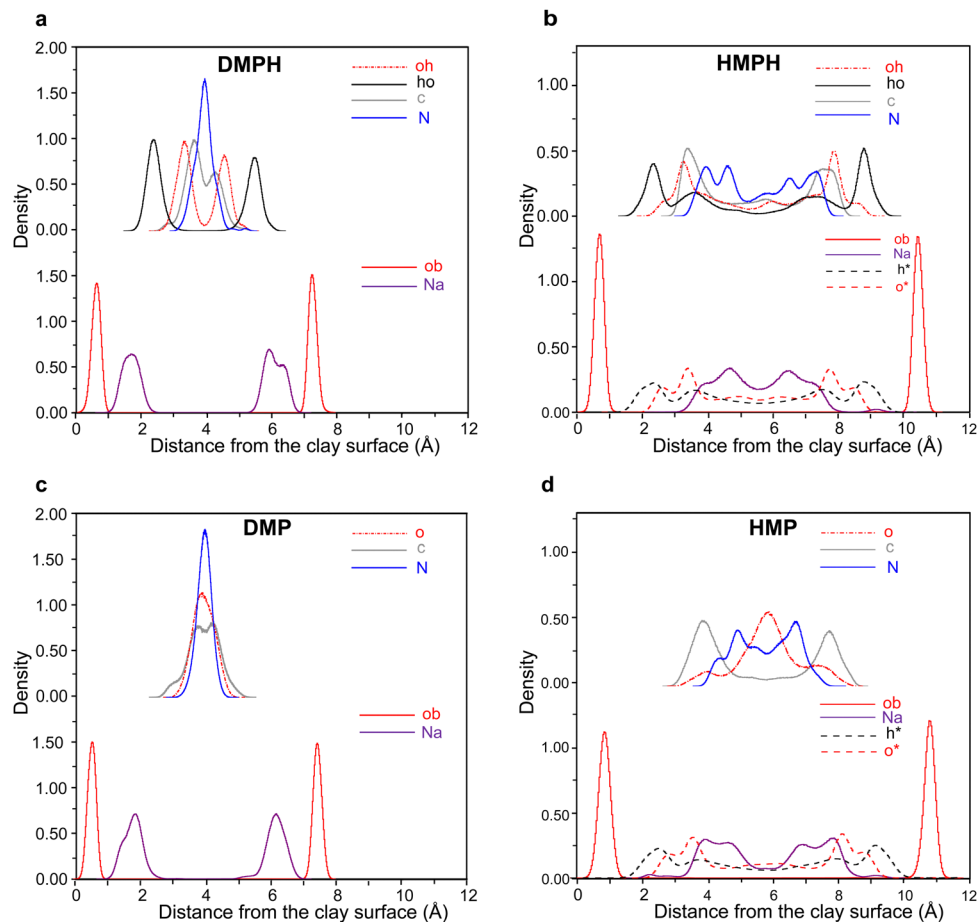 a
DMPH
oh
ho
c
N
2.00
1.50
1.00
0.50
0.00
Density
ob
Na
1.50
1.00
0.50
0.00
0 2 4 6 8 10 12
Distance from the clay surface (Å)
b
HMPH
oh
ho
c
N
1.00
0.50
0.00
Density
ob
Na
h*
o*
1.00
0.50
0.00
0 2 4 6 8 10 12
Distance from the clay surface (Å)
c
DMP
o
c
N
2.00
1.50
1.00
0.50
0.00
Density
ob
Na
1.50
1.00
0.50
0.00
0 2 4 6 8 10 12
Distance from the clay surface (Å)
d
HMP
o
c
N
1.00
0.50
0.00
Density
ob
Na
h*
o*
1.00
0.50
0.00
0 2 4 6 8 10 12
Distance from the clay surface (Å)